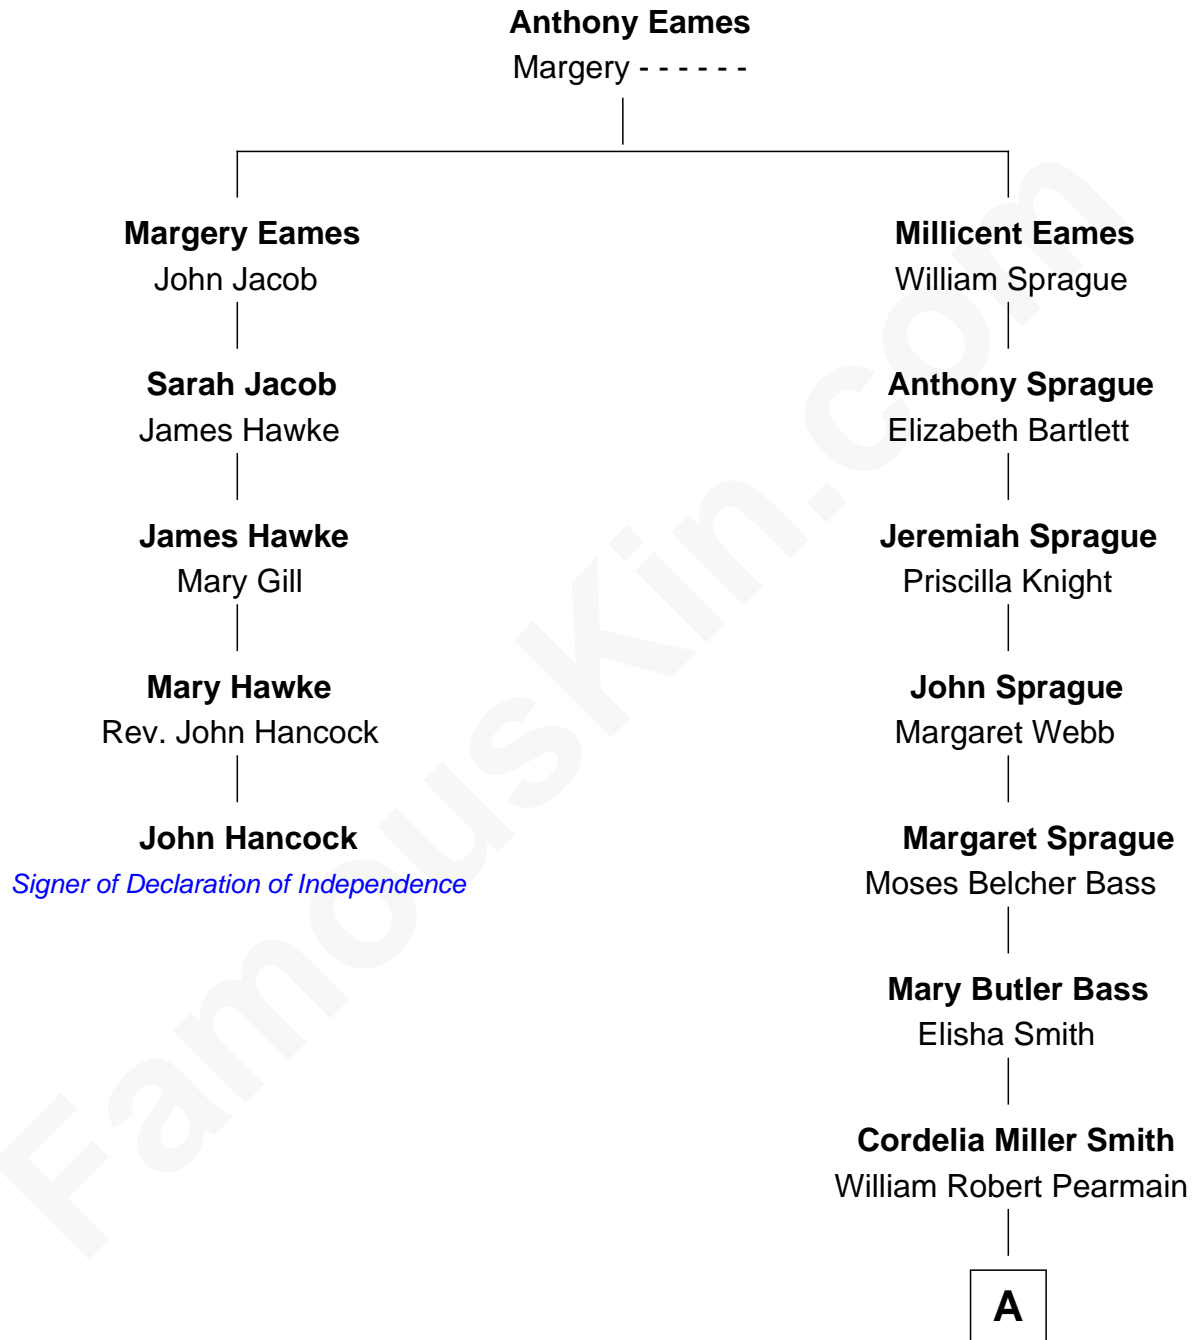 Anthony Eames
Margery - - - - - -
Margery Eames
John Jacob
Sarah Jacob
James Hawke
James Hawke
Mary Gill
Mary Hawke
Rev. John Hancock
John Hancock
Signer of Declaration of Independence
Millicent Eames
William Sprague
Anthony Sprague
Elizabeth Bartlett
Jeremiah Sprague
Priscilla Knight
John Sprague
Margaret Webb
Margaret Sprague
Moses Belcher Bass
Mary Butler Bass
Elisha Smith
Cordelia Miller Smith
William Robert Pearmain
A
FamousKin.com